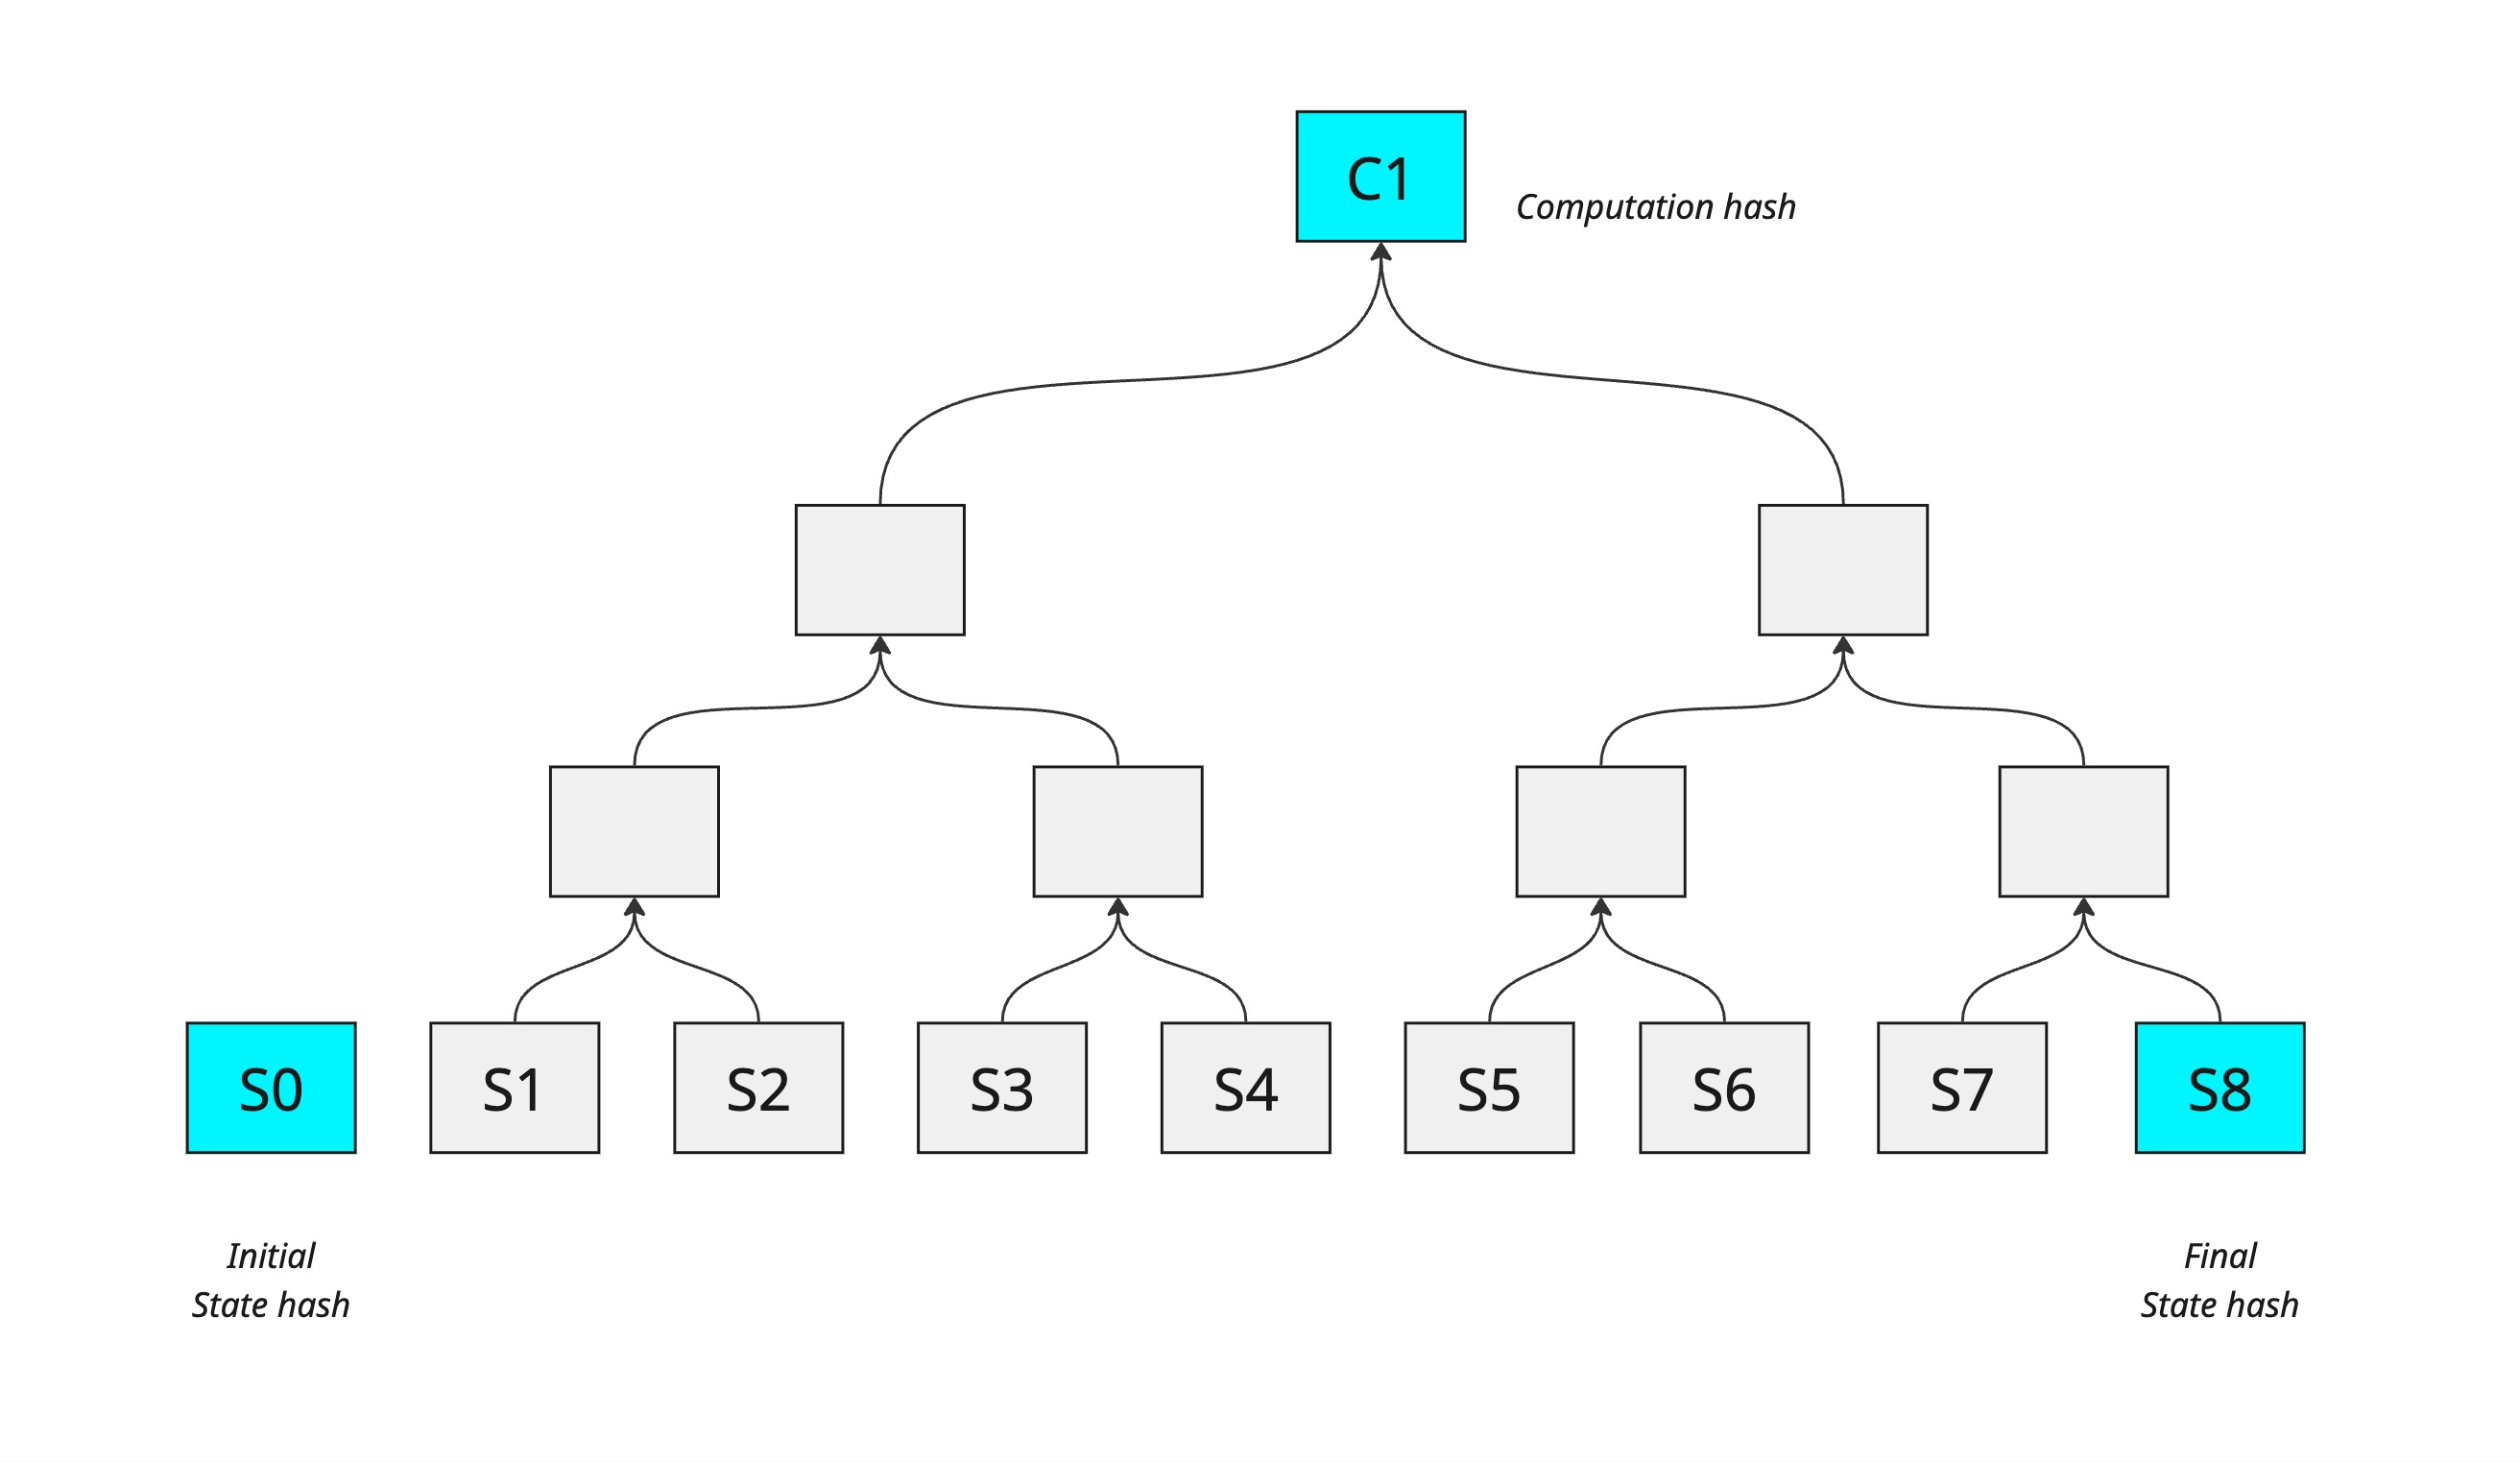 C1
Computation hash
S0
S1
S2
S3
S4
S5
S6
S7
S8
Initial
State hash
Final
State hash